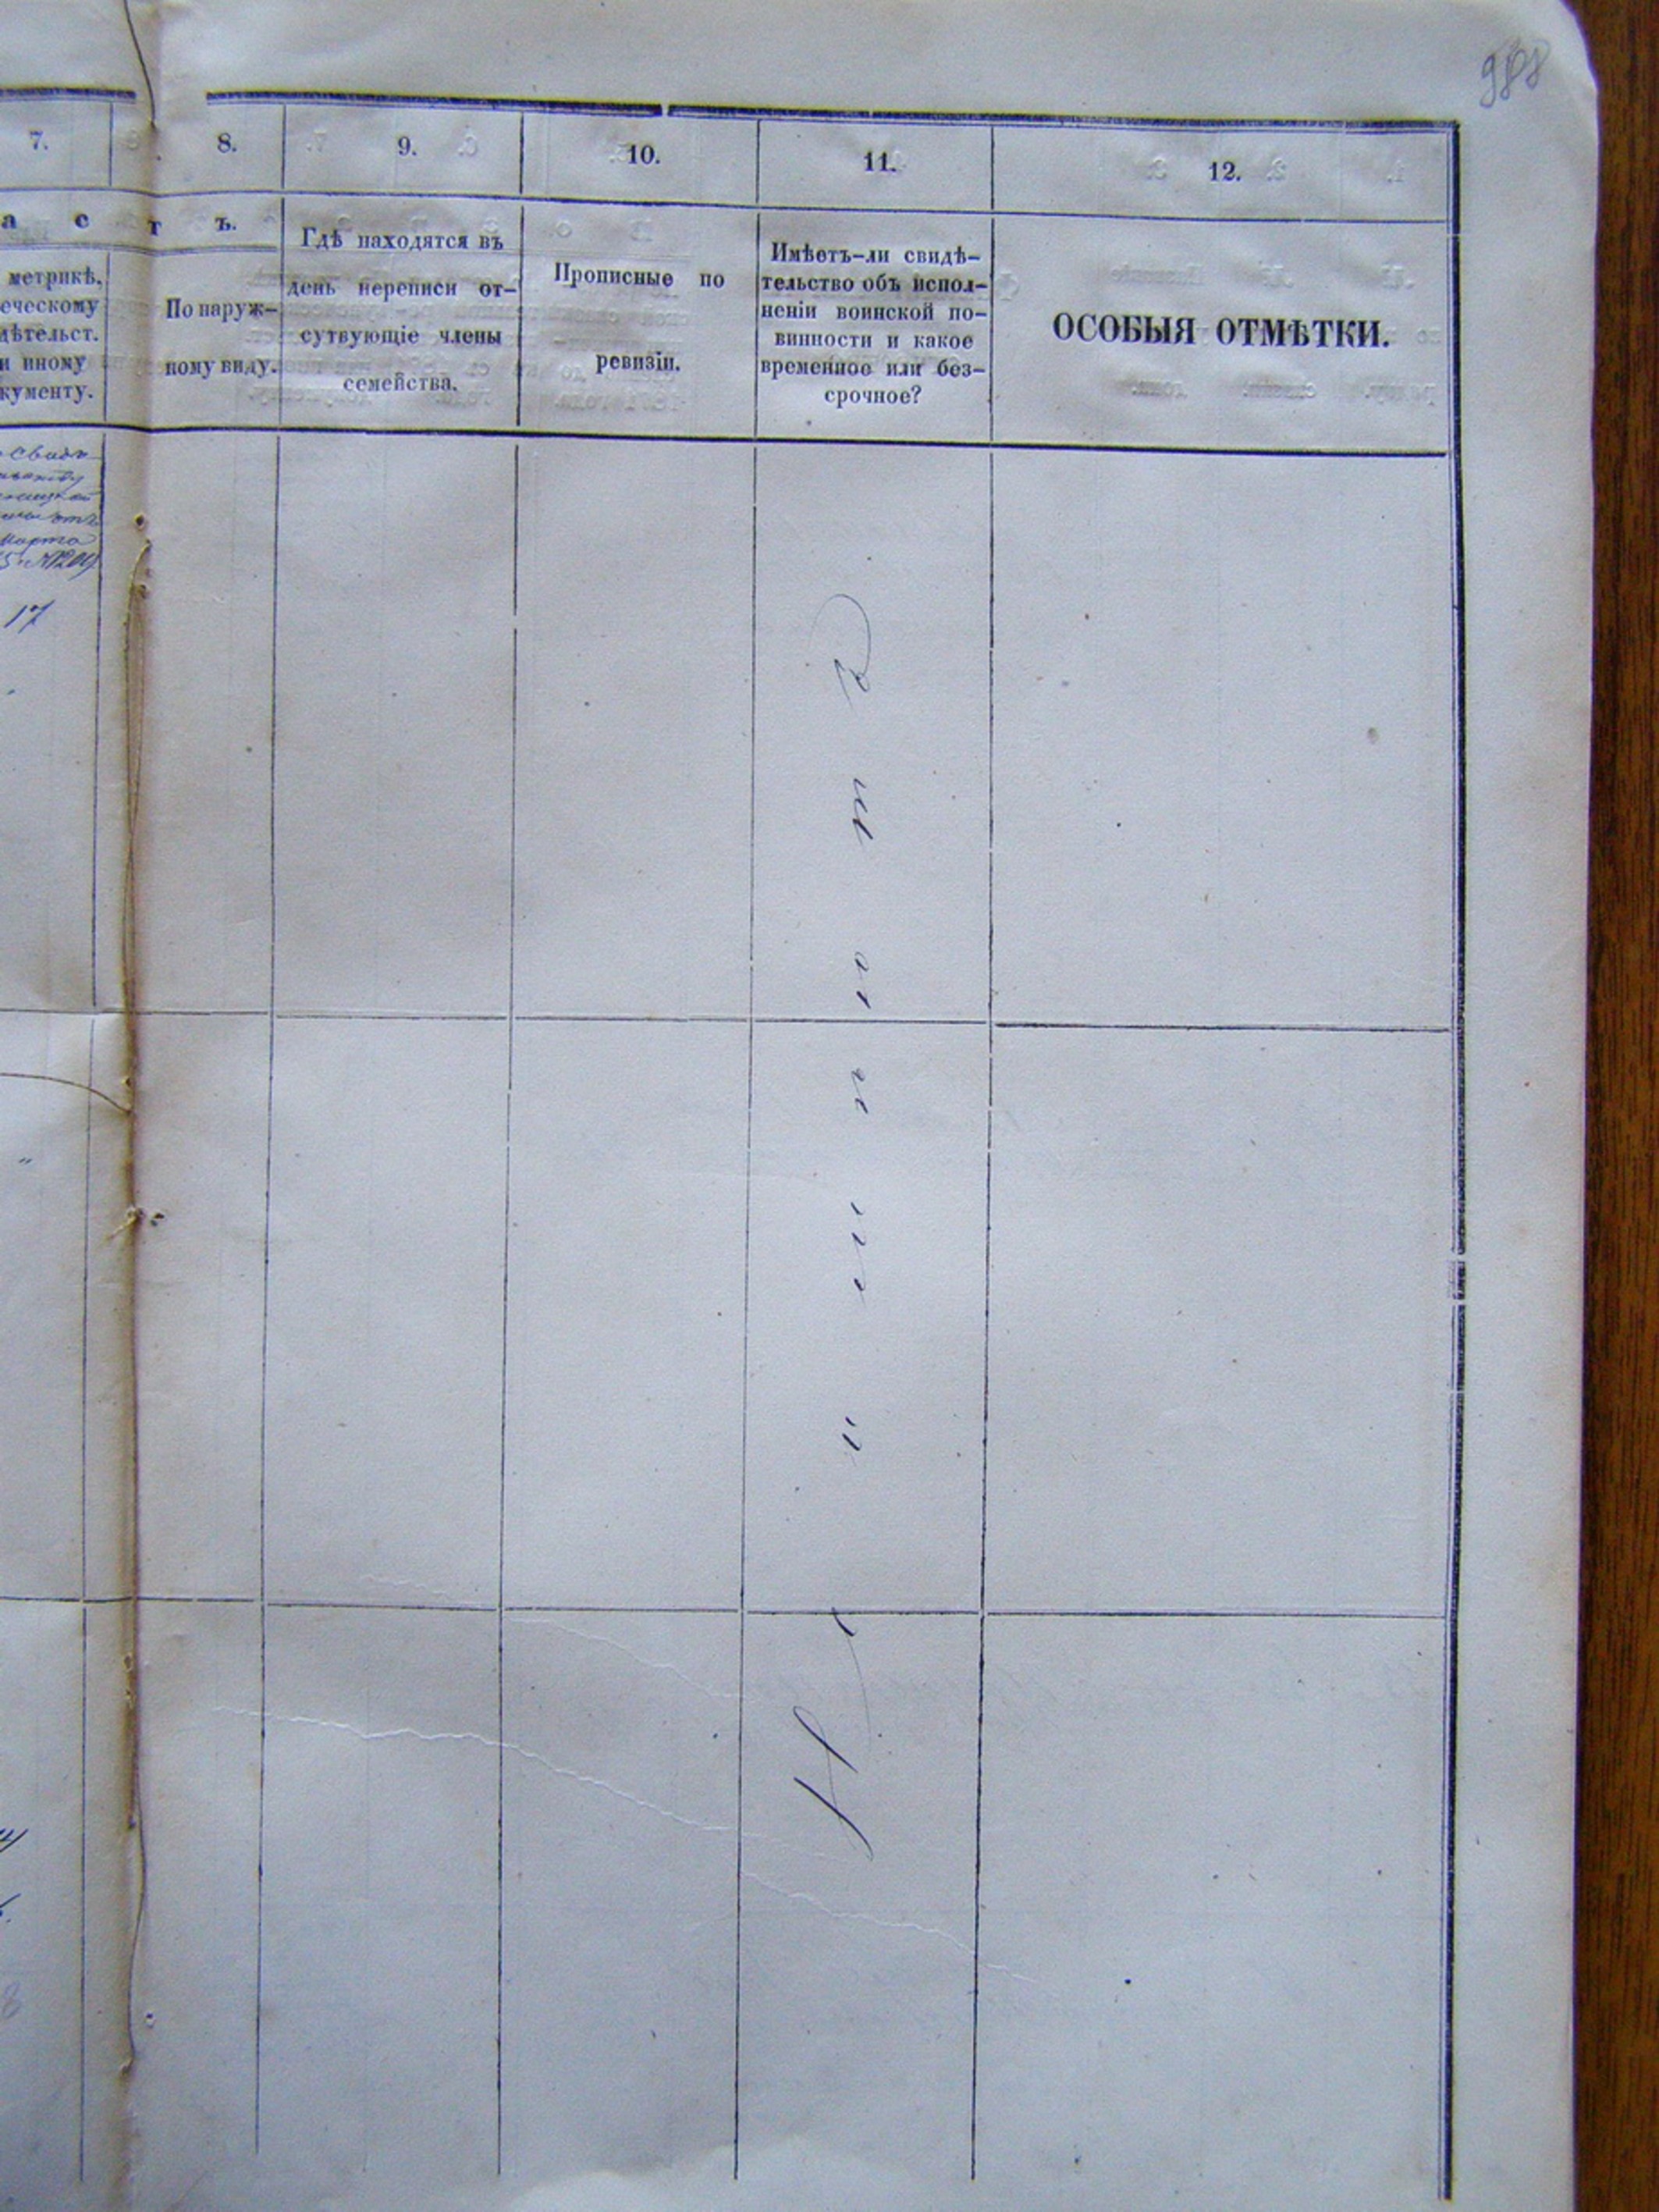 988
7.
8.
9.
10.
11.
12.
а с т ъ.
метрикѣ,
еческому
дѣтельст.
и иному
кументу.
По наруж-
ному виду.
Гдѣ находятся въ
день переписи от-
сутвующіе члены
семейства.
Прописные по
ревизіи.
Имѣетъ-ли свидѣ-
тельство объ испол-
неніи воинской по-
винности и какое
временное или без-
срочное?
ОСОБЫЯ ОТМѢТКИ.
марта
17